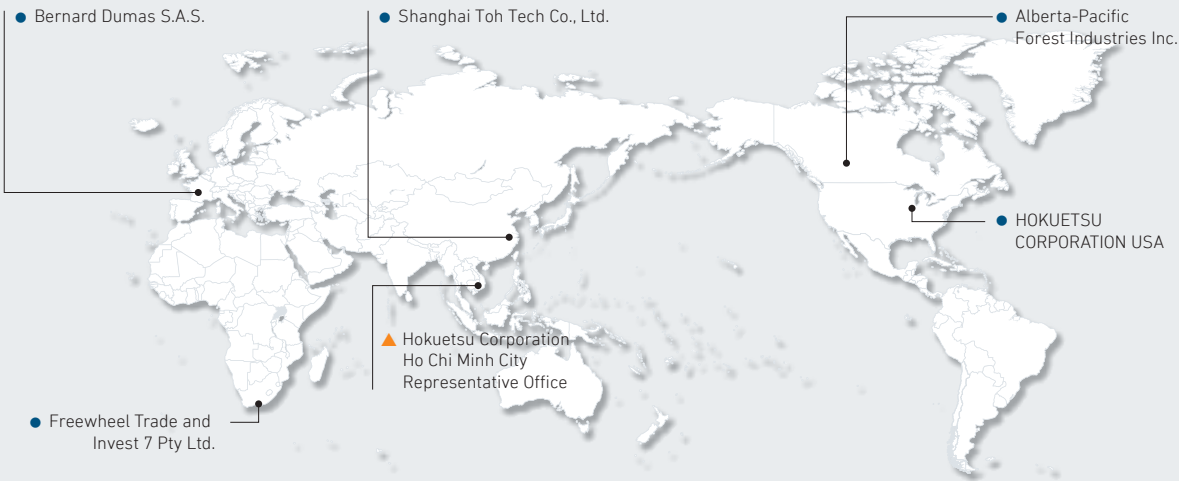 Bernard Dumas S.A.S.
Shanghai Toh Tech Co., Ltd.
Alberta-Pacific
Forest Industries Inc.
HOKUETSU
CORPORATION USA
Hokuetsu Corporation
Ho Chi Minh City
Representative Office
Freewheel Trade and
Invest 7 Pty Ltd.